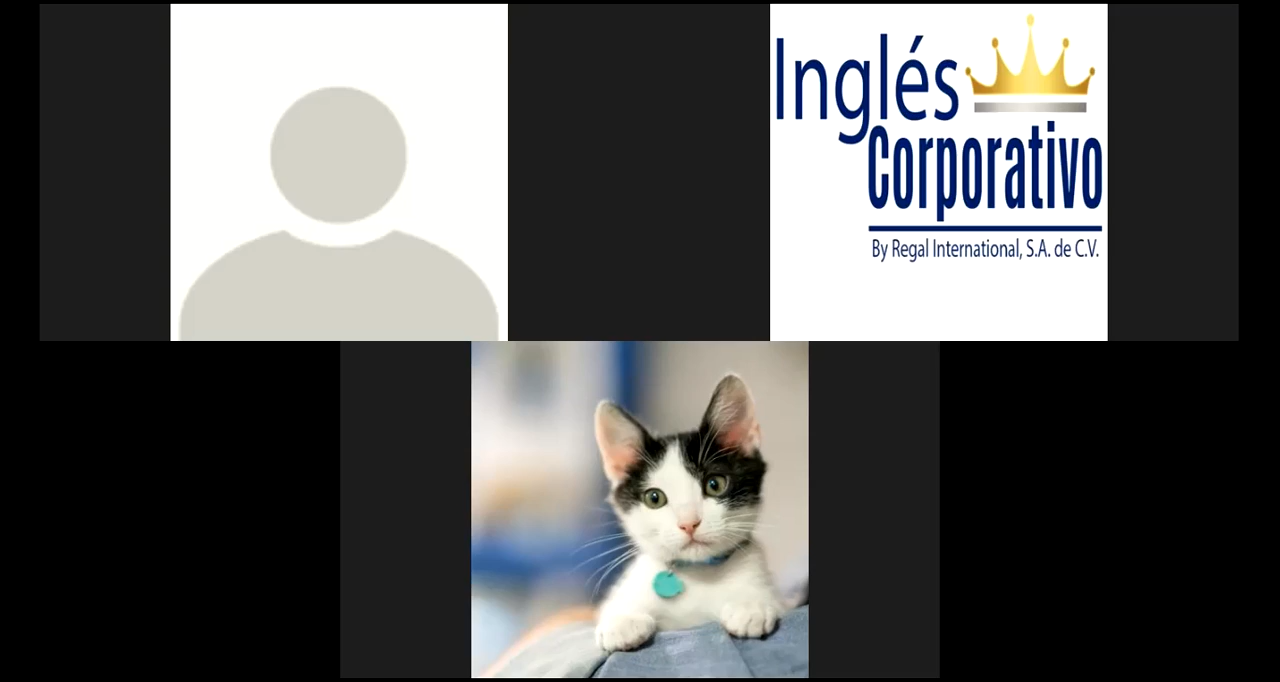 Inglés
Corporativo
By Regal International, S.A. de C.V.